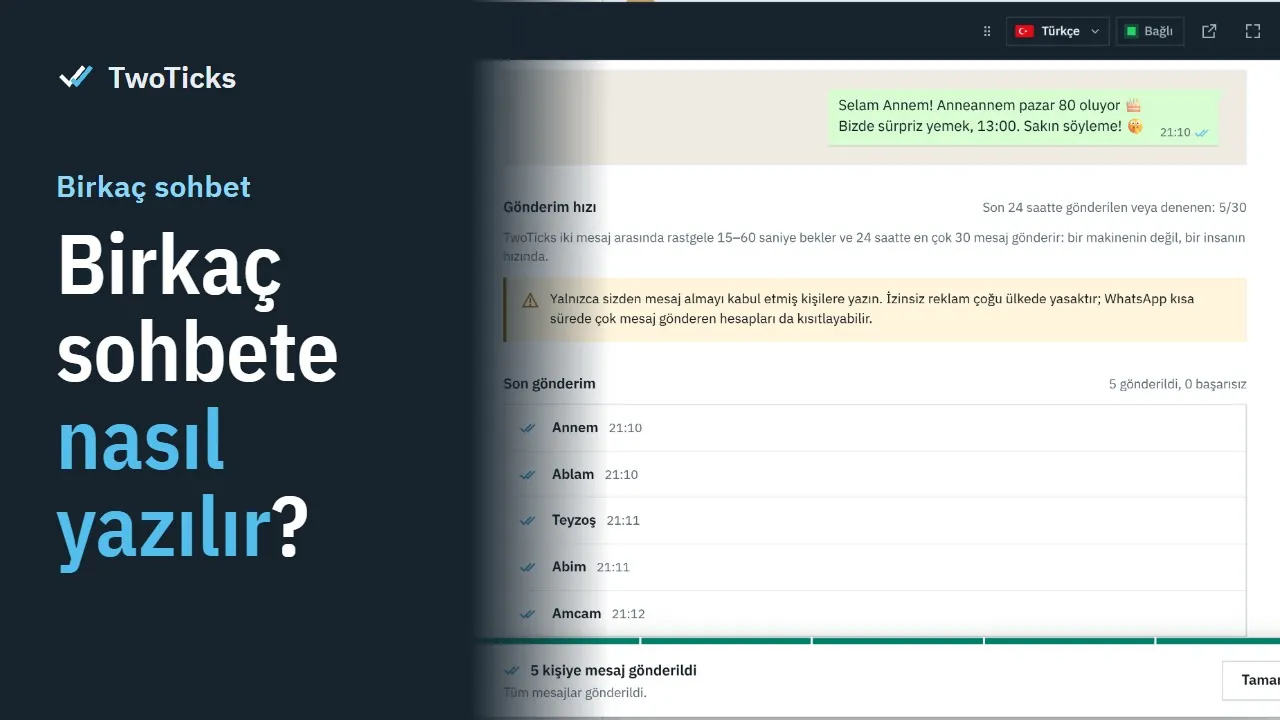 TwoTicks
Birkaç sohbet
Birkaç
sohbete
nasıl
yazılır?
Türkçe
Bağlı
Selam Annem! Anneannem pazar 80 oluyor 🎂
Bizde sürpriz yemek, 13:00. Sakın söyleme! 🤫
21:10
Gönderim hızı
Son 24 saatte gönderilen veya denenen: 5/30
TwoTicks iki mesaj arasında rastgele 15–60 saniye bekler ve 24 saatte en çok 30 mesaj gönderir: bir makinenin değil, bir insanın
hızında.
Yalnızca sizden mesaj almayı kabul etmiş kişilere yazın. İzinsiz reklam çoğu ülkede yasaktır; WhatsApp kısa
sürede çok mesaj gönderen hesapları da kısıtlayabilir.
Son gönderim
5 gönderildi, 0 başarısız
Annem 21:10
Ablam 21:10
Teyzoş 21:11
Abim 21:11
Amcam 21:12
5 kişiye mesaj gönderildi
Tüm mesajlar gönderildi.